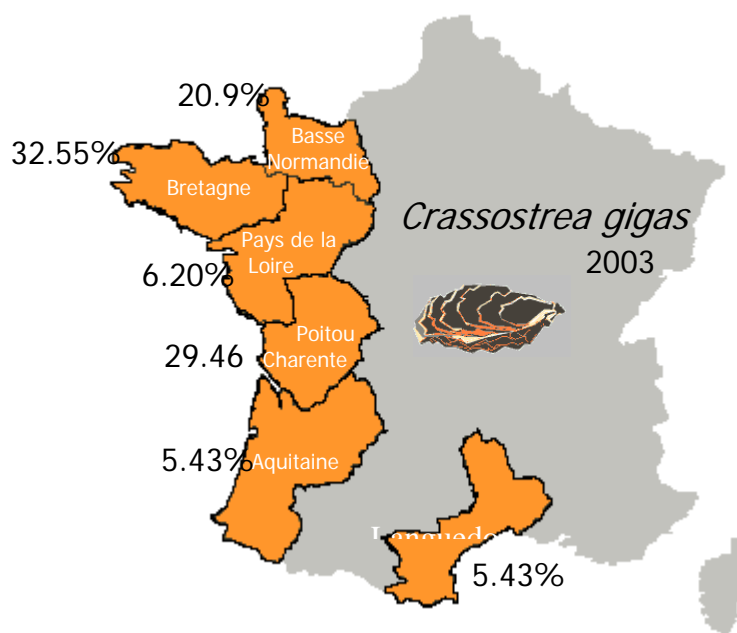 20.9%
Basse
Normandie
32.55%
Bretagne
Crassostrea gigas
2003
Pays de la
Loire
6.20%
Poitou
Charente
29.46
5.43%
Aquitaine
5.43%